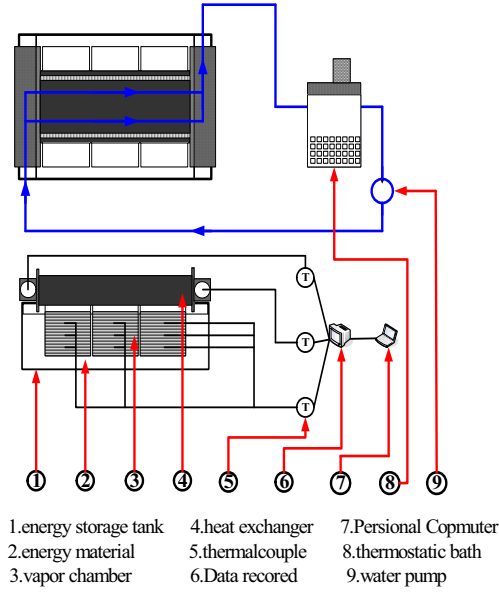 T
T
T
1 2 3 4 5 6 7 8 9
1.energy storage tank 4.heat exchanger 7.Persional Copmuter
2.energy material 5.thermalcouple 8.thermostatic bath
3.vapor chamber 6.Data recored 9.water pump